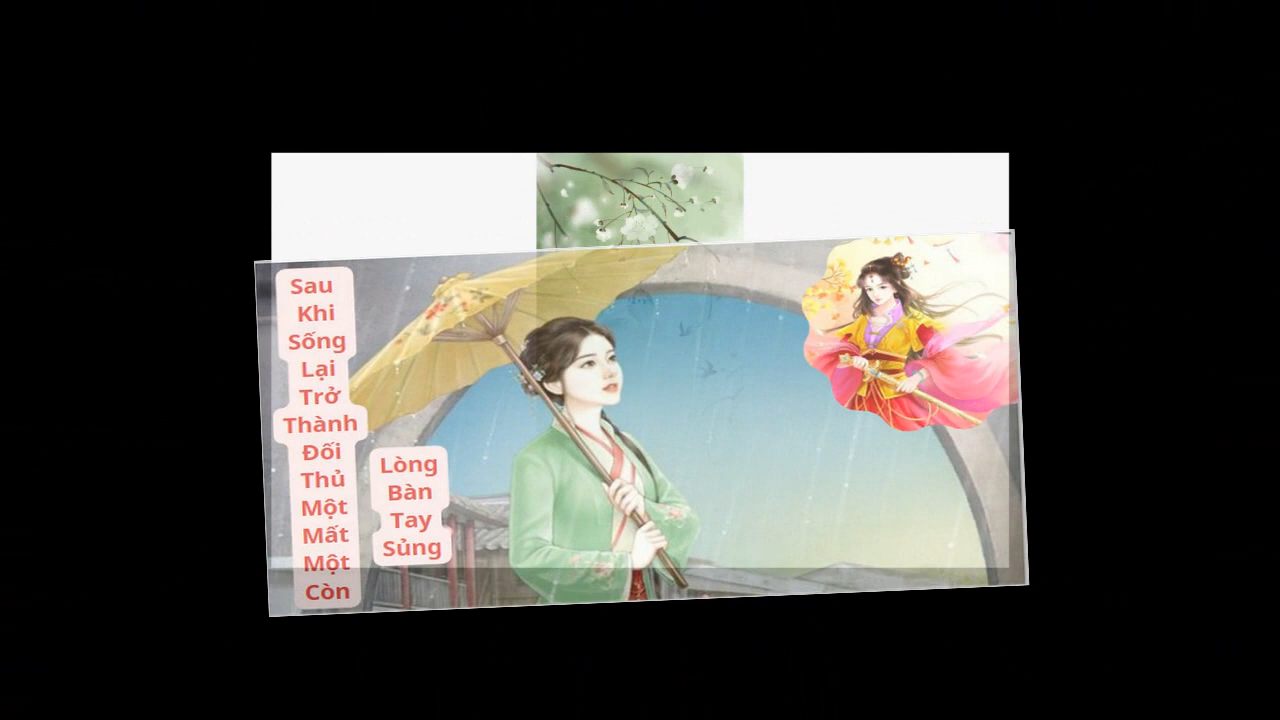 Sau
Khi
Sống
Lại
Trở
Thành
Đối
Thủ
Một
Mất
Một
Còn
Lòng
Bàn
Tay
Sủng